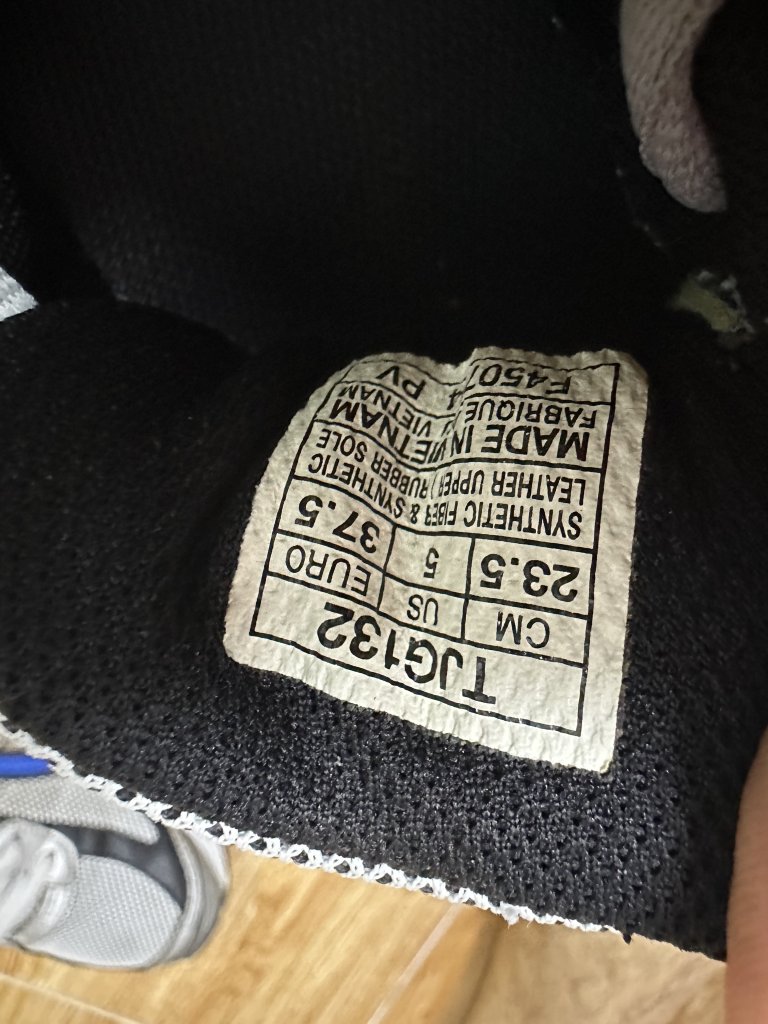 TJG132
CM US EURO
23.5 5 37.5
SYNTHETIC FIBER & SYNTHETIC
LEATHER UPPER RUBBER SOLE
MADE IN VIETNAM
FABRIQUE VIETNAM
PV